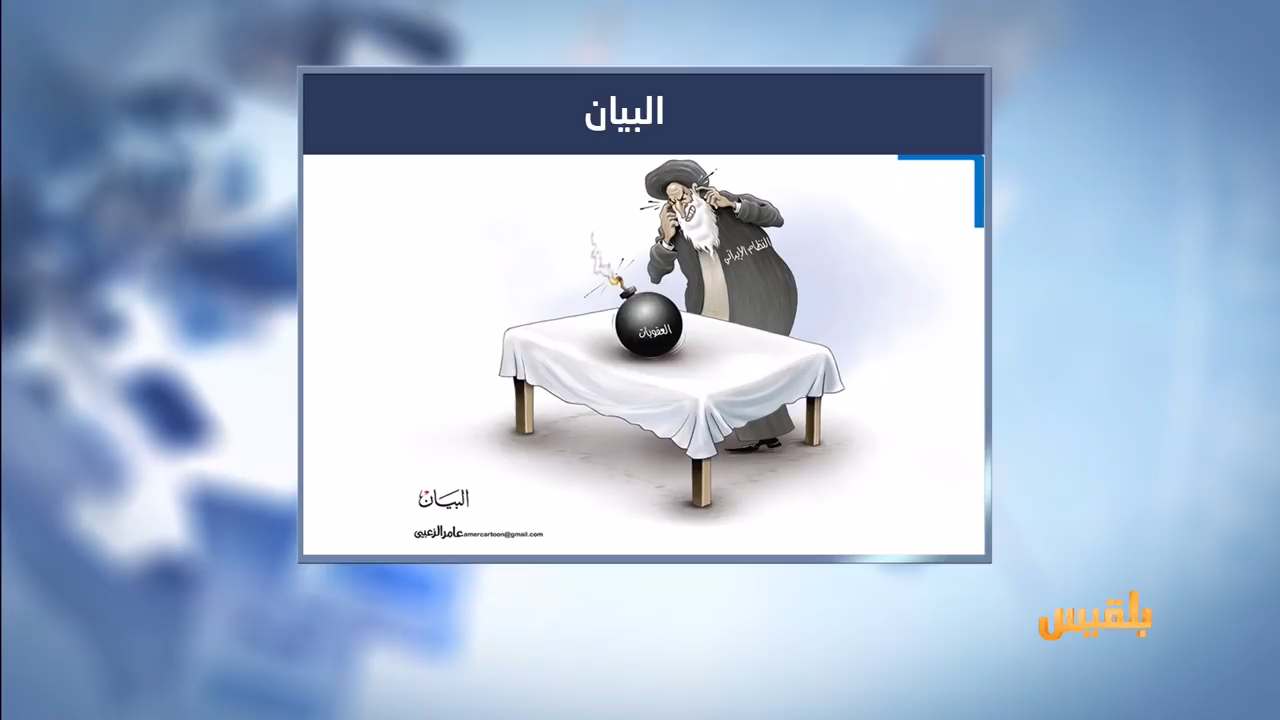 البيان
النظام الإيراني
العقوبات
البيان
عامر الزعبي amercartoon@gmail.com
بلقيس